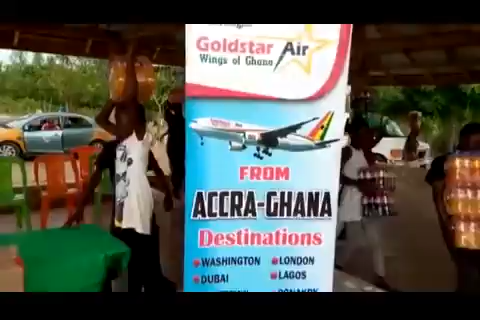 Goldstar Air
Wings of Ghana
FROM
ACCRA-GHANA
Destinations
WASHINGTON
LONDON
DUBAI
LAGOS